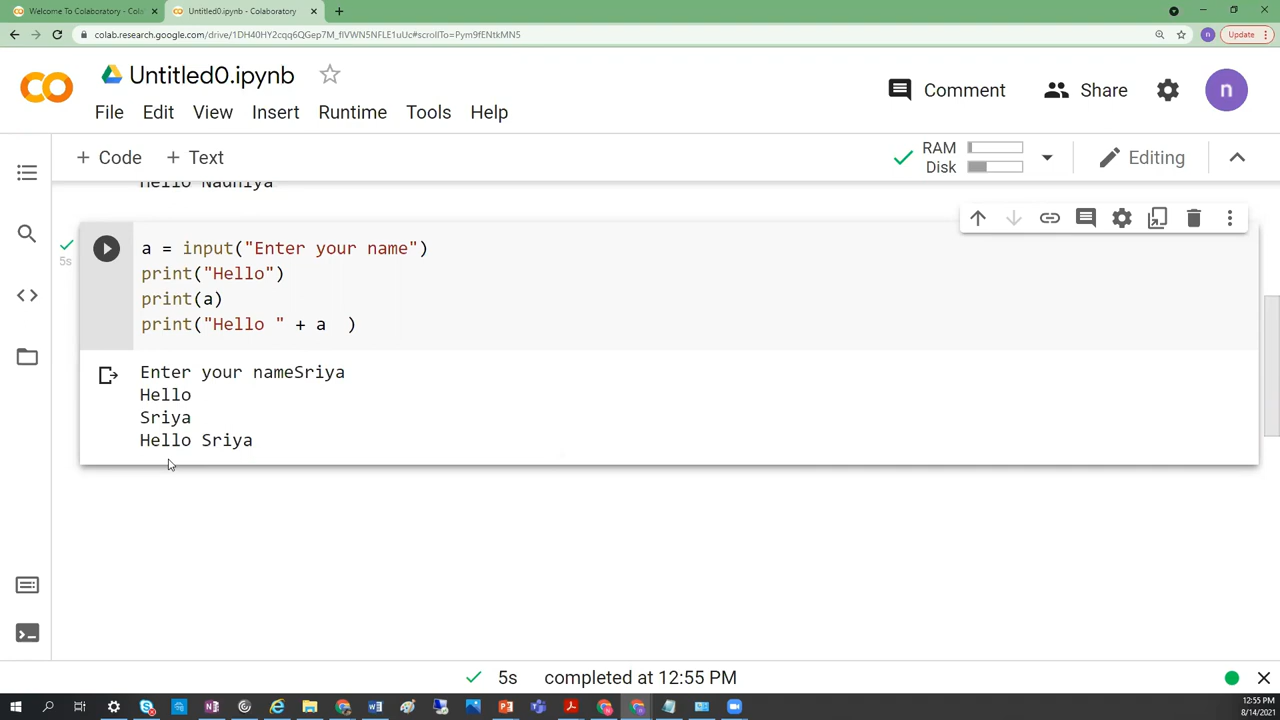 Welcome To Colaboratory - Cola
Untitled0.ipynb - Colaboratory
colab.research.google.com/drive/1DH40HY2cqq6QGep7M_flVWN5NFLE1uUc#scrollTo=Pym9fENtkMN5
n
Update
Untitled0.ipynb
Comment
Share
n
File Edit View Insert Runtime Tools Help
+ Code + Text
RAM
Disk
Editing
Hello Nadhiya
5s
a = input("Enter your name")
print("Hello")
print(a)
print("Hello " + a )
Enter your nameSriya
Hello
Sriya
Hello Sriya
5s completed at 12:55 PM
12:55 PM
8/14/2021